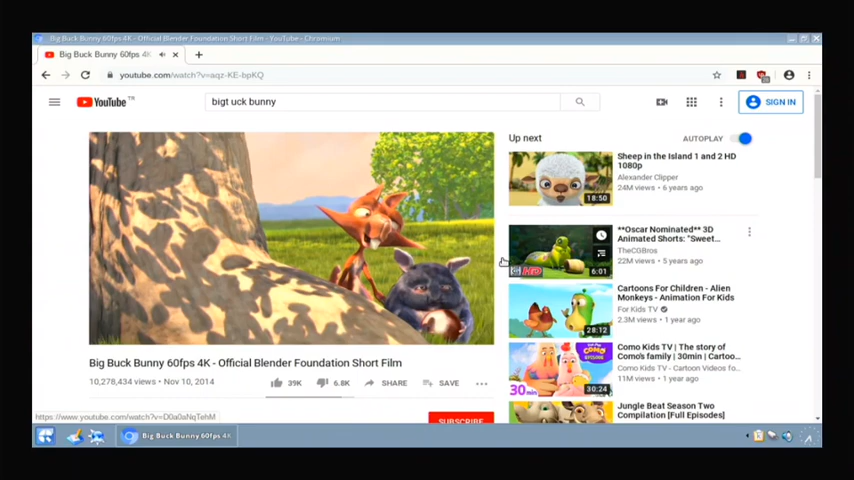 Big Buck Bunny 60fps 4K - Official Blender Foundation Short Film - YouTube - Chromium
Big Buck Bunny 60fps 4K
youtube.com/watch?v=aqz-KE-bpKQ
YouTube TR
bigt uck bunny
SIGN IN
Up next
AUTOPLAY
Sheep in the Island 1 and 2 HD
1080p
Alexander Clipper
24M views • 6 years ago
18:50
**Oscar Nominated** 3D
Animated Shorts: "Sweet...
TheCGBros
22M views • 5 years ago
HD
6:01
Cartoons For Children - Alien
Monkeys - Animation For Kids
For Kids TV
2.3M views • 1 year ago
28:12
Como Kids TV | The story of
Como's family | 30min | Cartoo...
Como Kids TV - Cartoon Videos fo...
11M views • 1 year ago
COMO
EPISODE
30min
30:24
Jungle Beat Season Two
Compilation [Full Episodes]
Big Buck Bunny 60fps 4K - Official Blender Foundation Short Film
10,278,434 views • Nov 10, 2014
39K
6.8K
SHARE
SAVE
SUBSCRIBE
https://www.youtube.com/watch?v=D0a0aNqTehM
Big Buck Bunny 60fps 4K